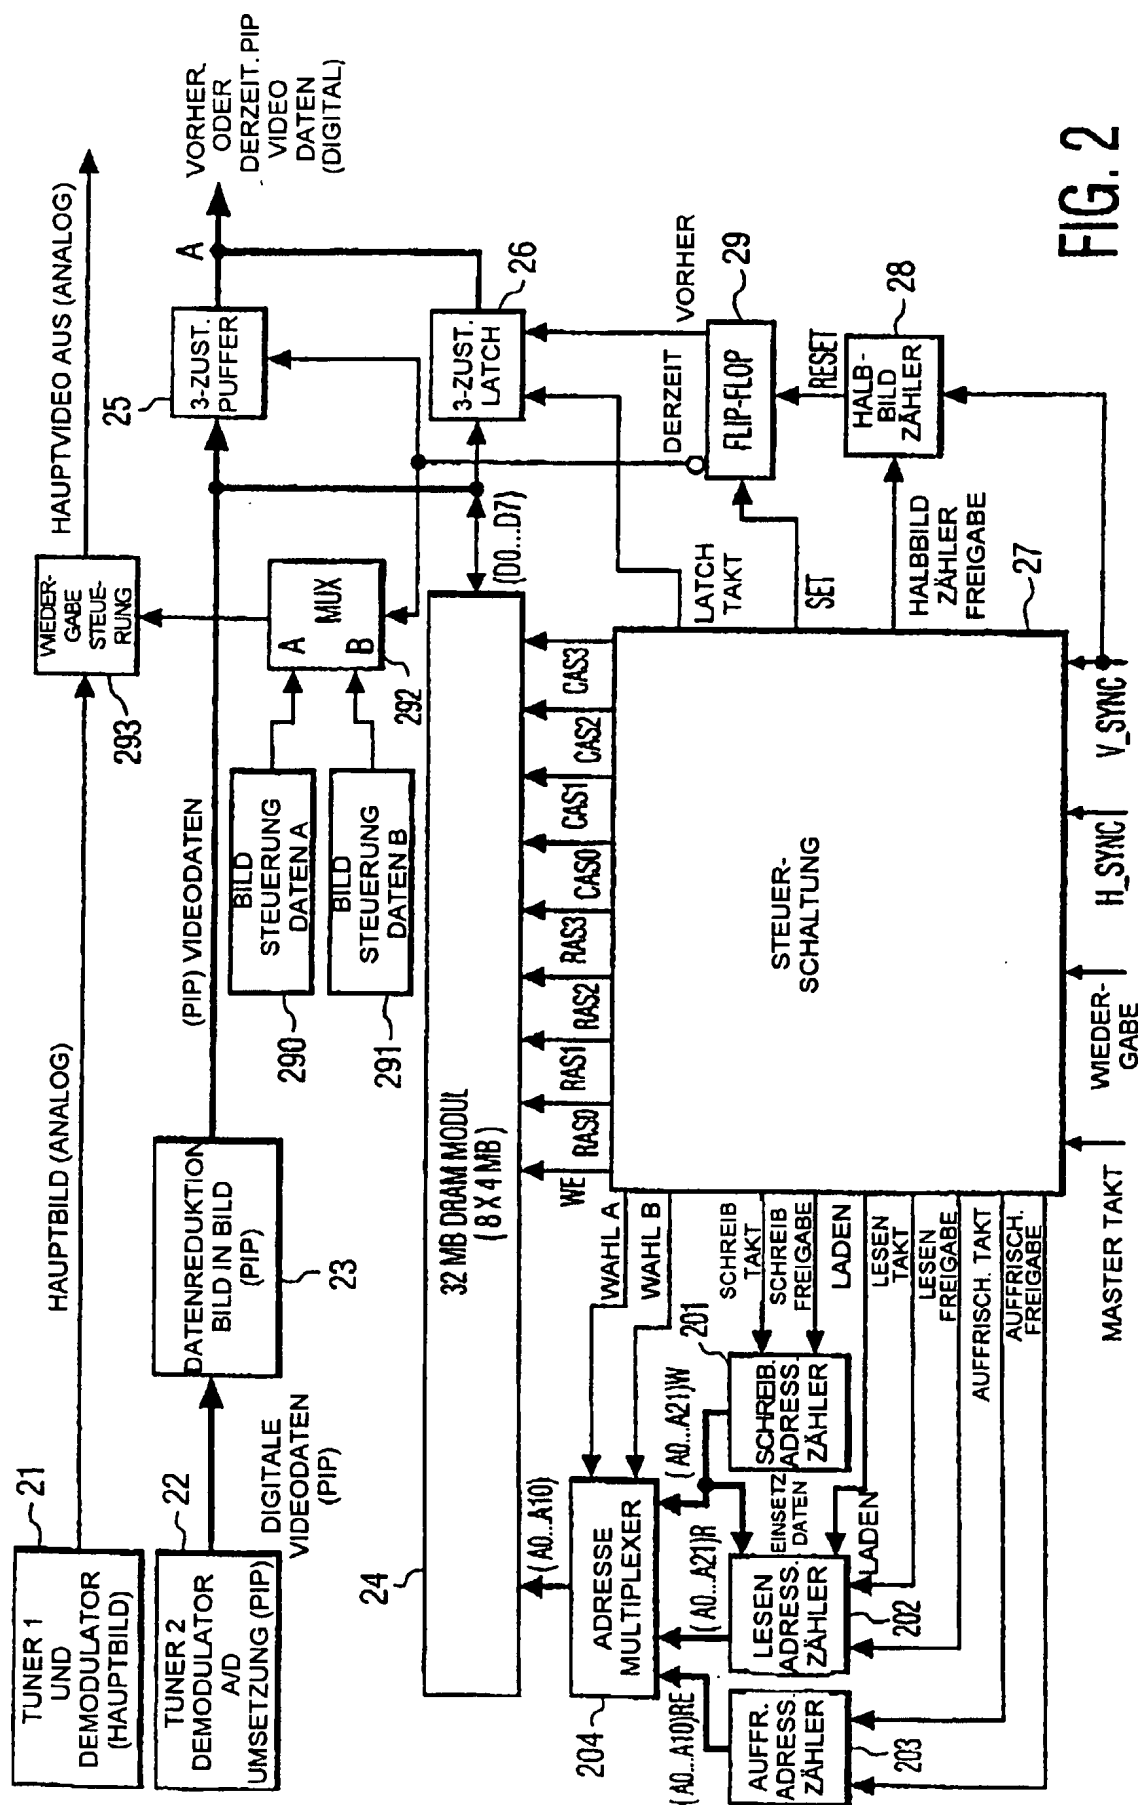 TUNER 1
UND
DEMODULATOR
(HAUPTBILD)
21
HAUPTBILD (ANALOG)
293
WIEDER-
GABE
STEUE-
RUNG
HAUPTVIDEO AUS (ANALOG)
TUNER 2
DEMODULATOR
A/D
UMSETZUNG (PIP)
22
DIGITALE
VIDEODATEN
(PIP)
DATENREDUKTION
BILD IN BILD
(PIP)
23
(PIP) VIDEODATEN
25
3-ZUST.
PUFFER
A
VORHER.
ODER
DERZEIT. PIP
VIDEO
DATEN
(DIGITAL)
290
BILD
STEUERUNG
DATEN A
291
BILD
STEUERUNG
DATEN B
A
MUX
B
292
3-ZUST.
LATCH
26
24
32 MB DRAM MODUL
(8 X 4 MB)
(D0...D7)
(A0...A10)
WE
RAS0
RAS1
RAS2
RAS3
CAS0
CAS1
CAS2
CAS3
LATCH
TAKT
DERZEIT
VORHER
FLIP-FLOP
29
SET
RESET
HALB-
BILD
ZÄHLER
28
HALBBILD
ZÄHLER
FREIGABE
27
STEUER-
SCHALTUNG
204
ADRESSE
MULTIPLEXER
WAHL A
WAHL B
(A0...A10)RE
(A0...A21)R
(A0...A21)W
EINSETZ
DATEN
201
SCHREIB.
ADRESS.
ZÄHLER
SCHREIB
TAKT
SCHREIB
FREIGABE
LADEN
LESEN
ADRESS.
ZÄHLER
202
LADEN
LESEN
TAKT
LESEN
FREIGABE
AUFFR.
ADRESS.
ZÄHLER
203
AUFFRISCH. TAKT
AUFFRISCH.
FREIGABE
MASTER TAKT
WIEDER-
GABE
H_SYNC
V_SYNC
FIG. 2